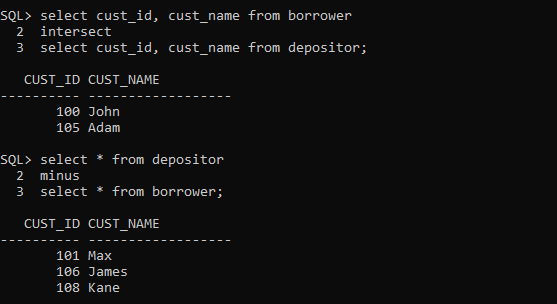 SQL> select cust_id, cust_name from borrower
  2  intersect
  3  select cust_id, cust_name from depositor;

   CUST_ID CUST_NAME
---------- ------------------
       100 John
       105 Adam

SQL> select * from depositor
  2  minus
  3  select * from borrower;

   CUST_ID CUST_NAME
---------- ------------------
       101 Max
       106 James
       108 Kane